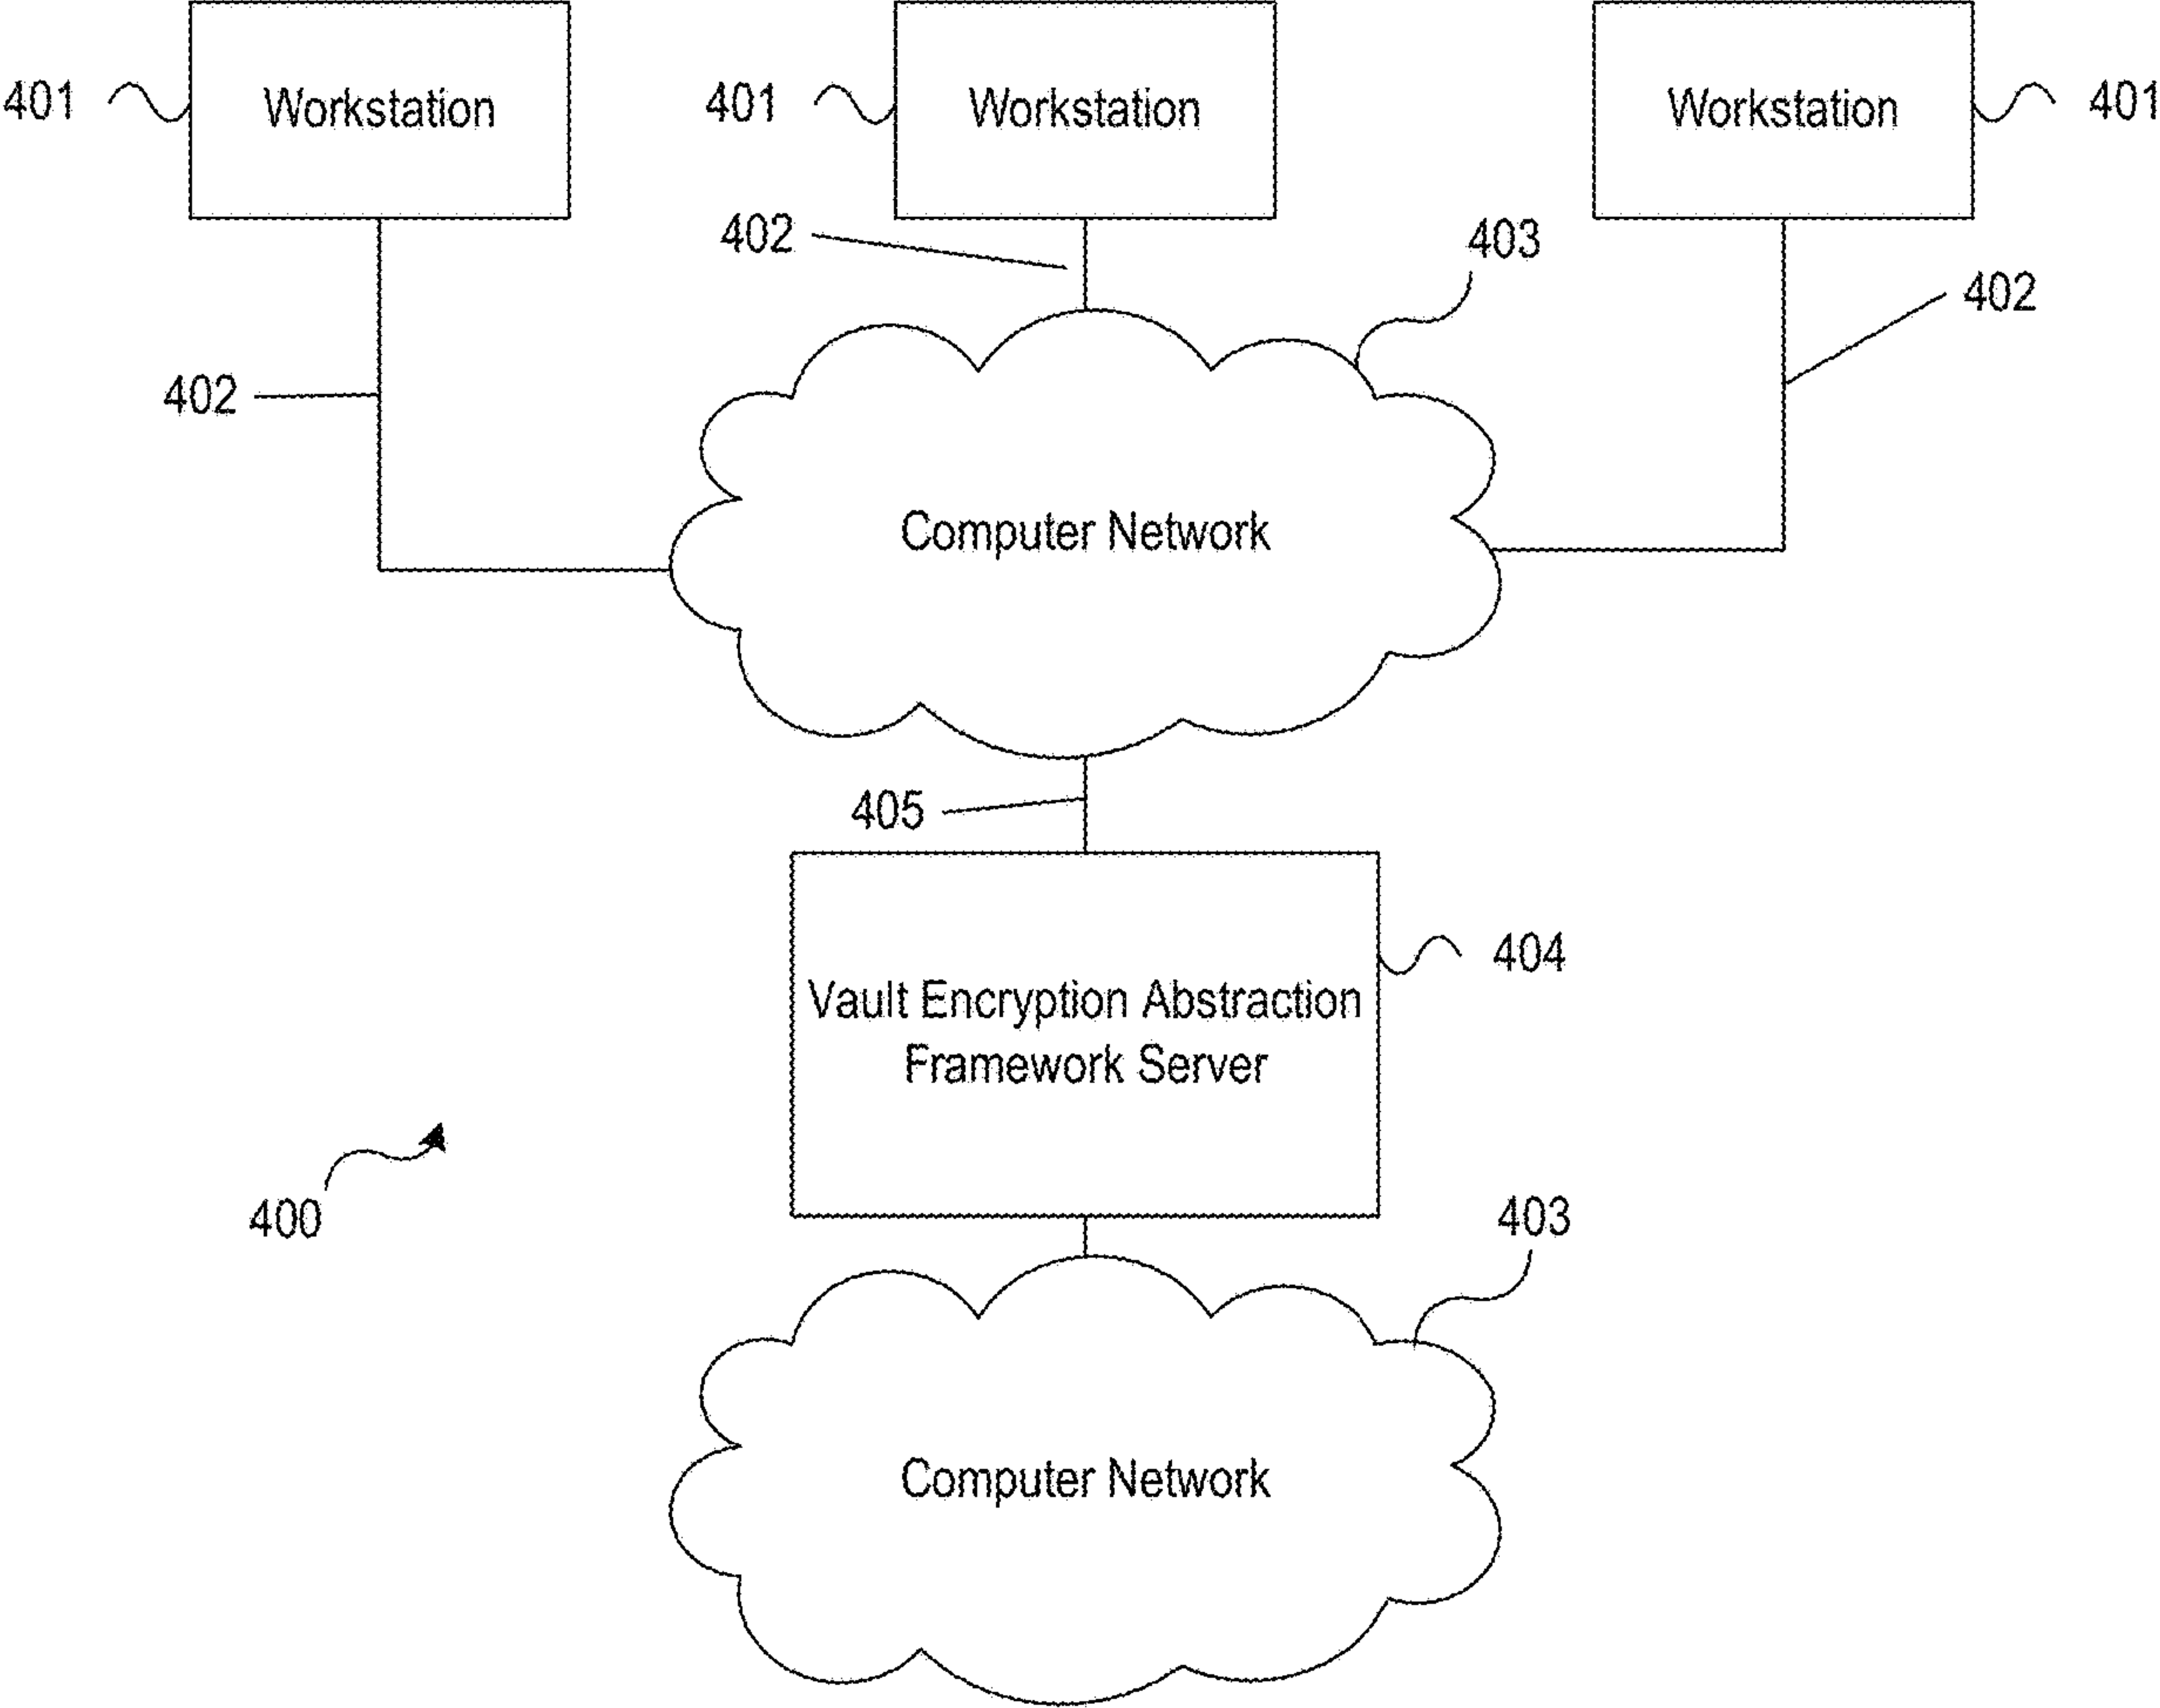 401 Workstation
401 Workstation
Workstation 401
402
403
402
402
Computer Network
405
404
Vault Encryption Abstraction
Framework Server
400
403
Computer Network